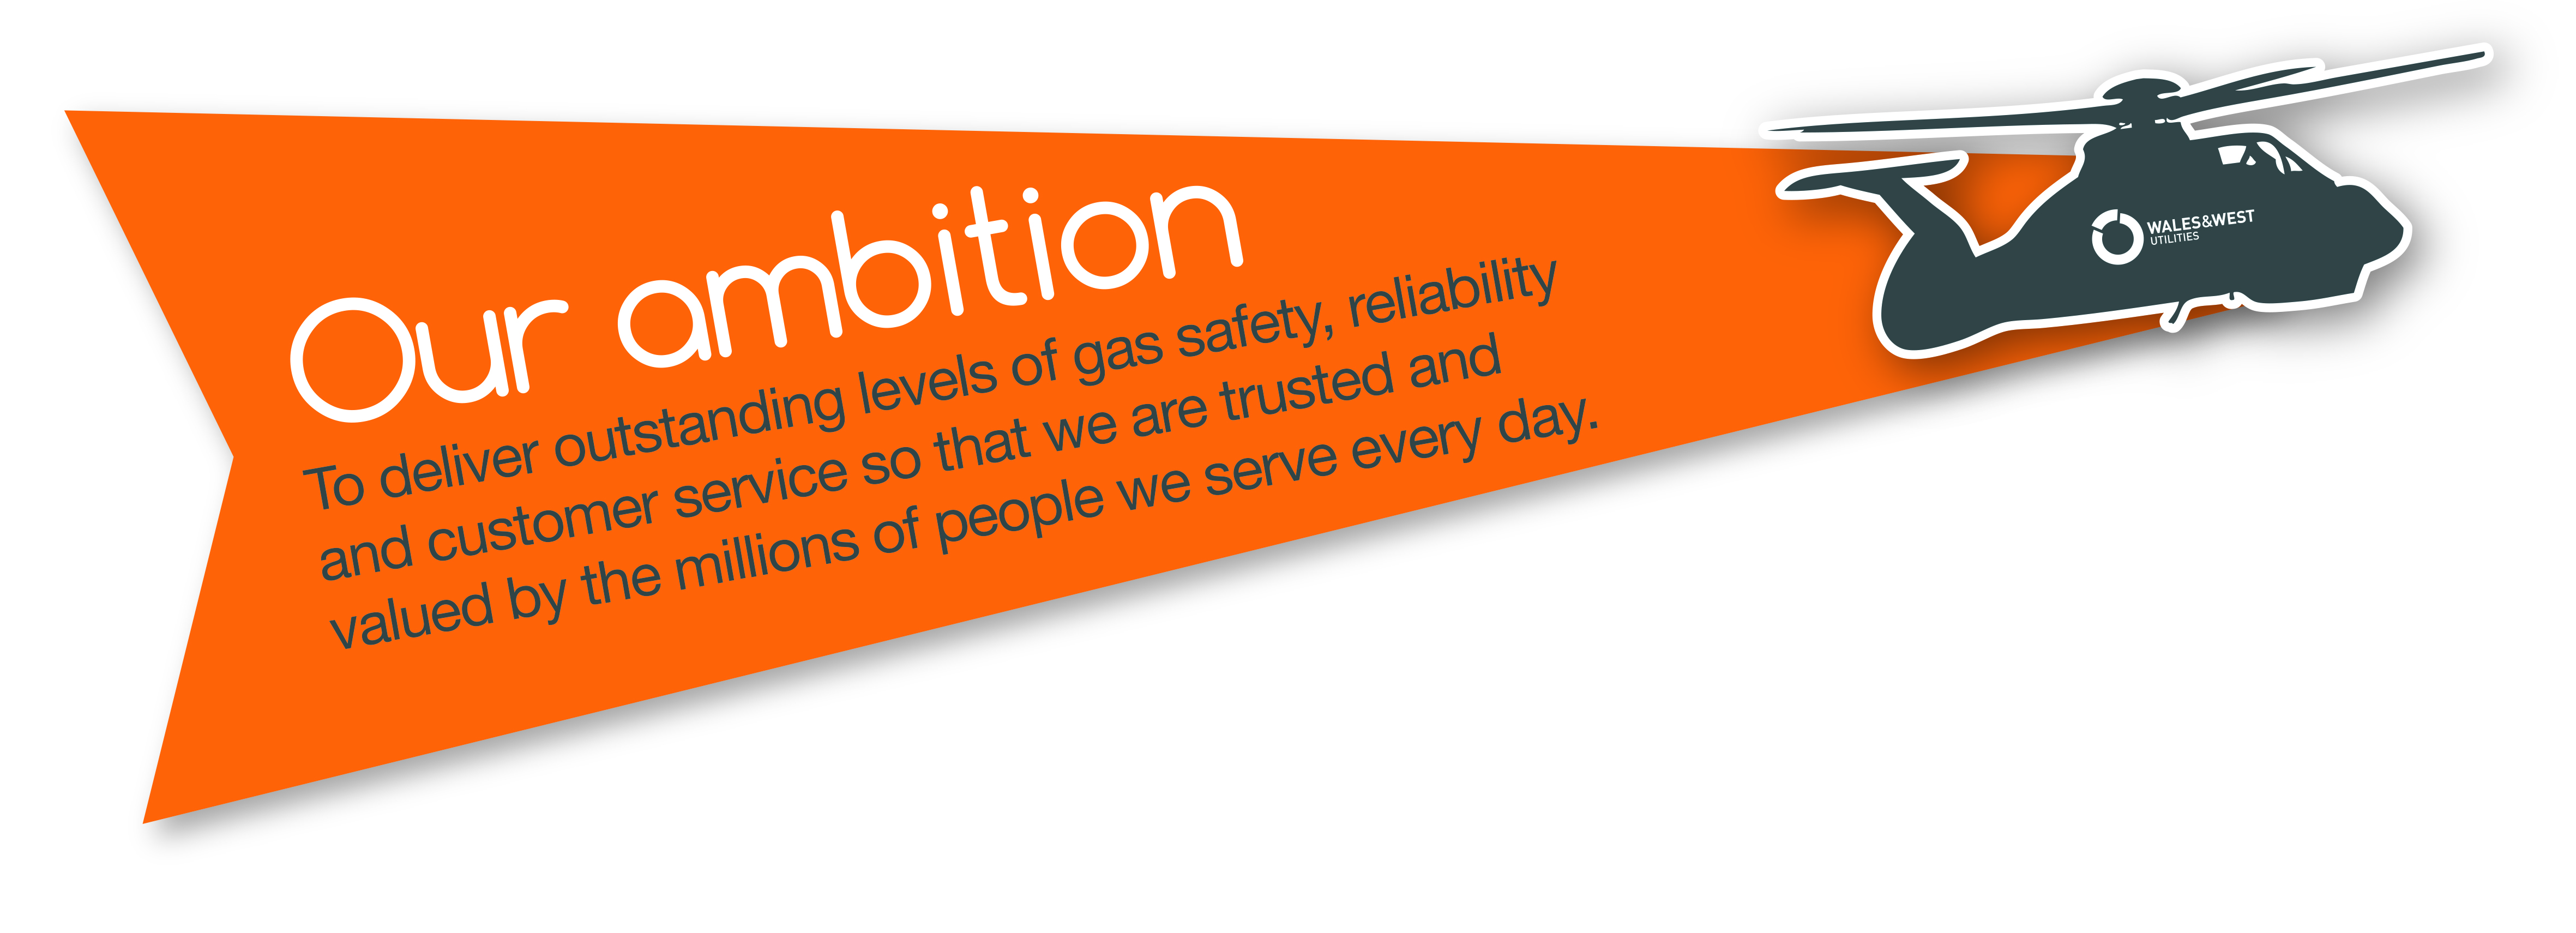 Our ambition
To deliver outstanding levels of gas safety, reliability
and customer service so that we are trusted and
valued by the millions of people we serve every day.
WALES&WEST
UTILITIES